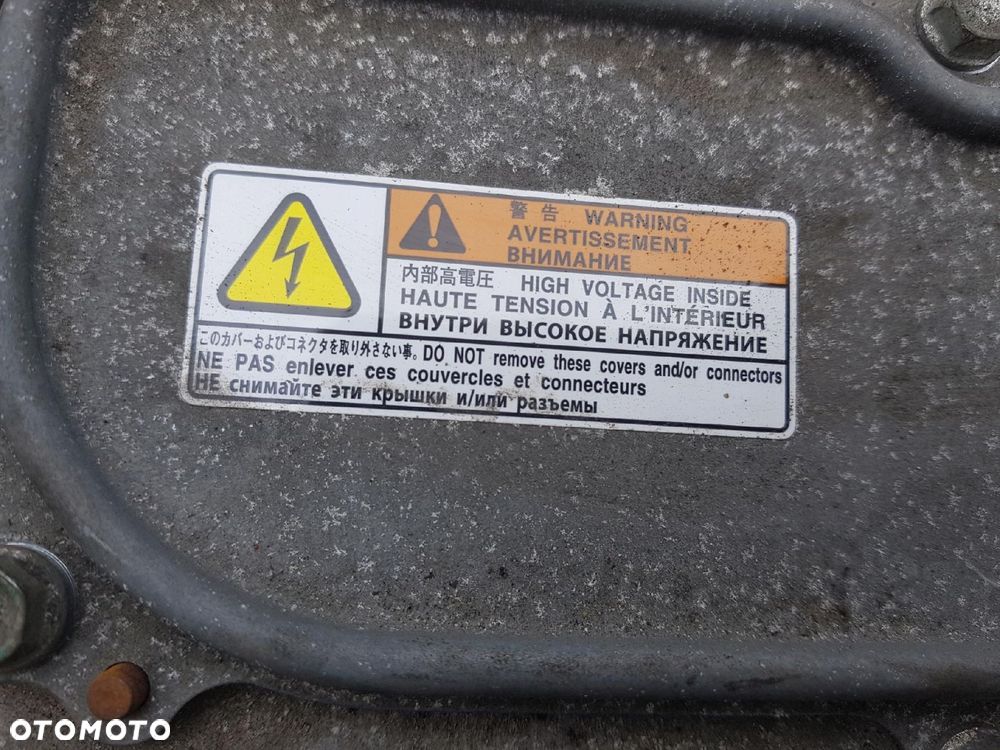 警告 WARNING
AVERTISSEMENT
ВНИМАНИЕ
内部高電圧 HIGH VOLTAGE INSIDE
HAUTE TENSION À L'INTÉRIEUR
ВНУТРИ ВЫСОКОЕ НАПРЯЖЕНИЕ
このカバーおよびコネクタを取り外さない事。DO NOT remove these covers and/or connectors
NE PAS enlever ces couvercles et connecteurs
НЕ снимайте эти крышки и/или разъемы
OTOMOTO